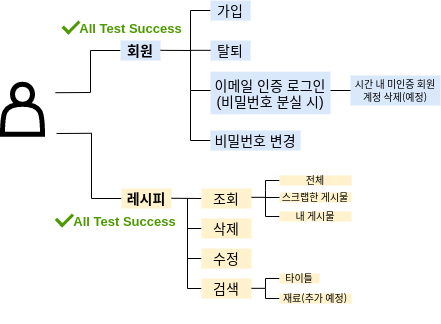 All Test Success
회원
가입
탈퇴
이메일 인증 로그인
(비밀번호 분실 시)
시간 내 미인증 회원
계정 삭제(예정)
비밀번호 변경
레시피
All Test Success
조회
전체
스크랩한 게시물
내 게시물
삭제
수정
검색
타이틀
재료(추가 예정)